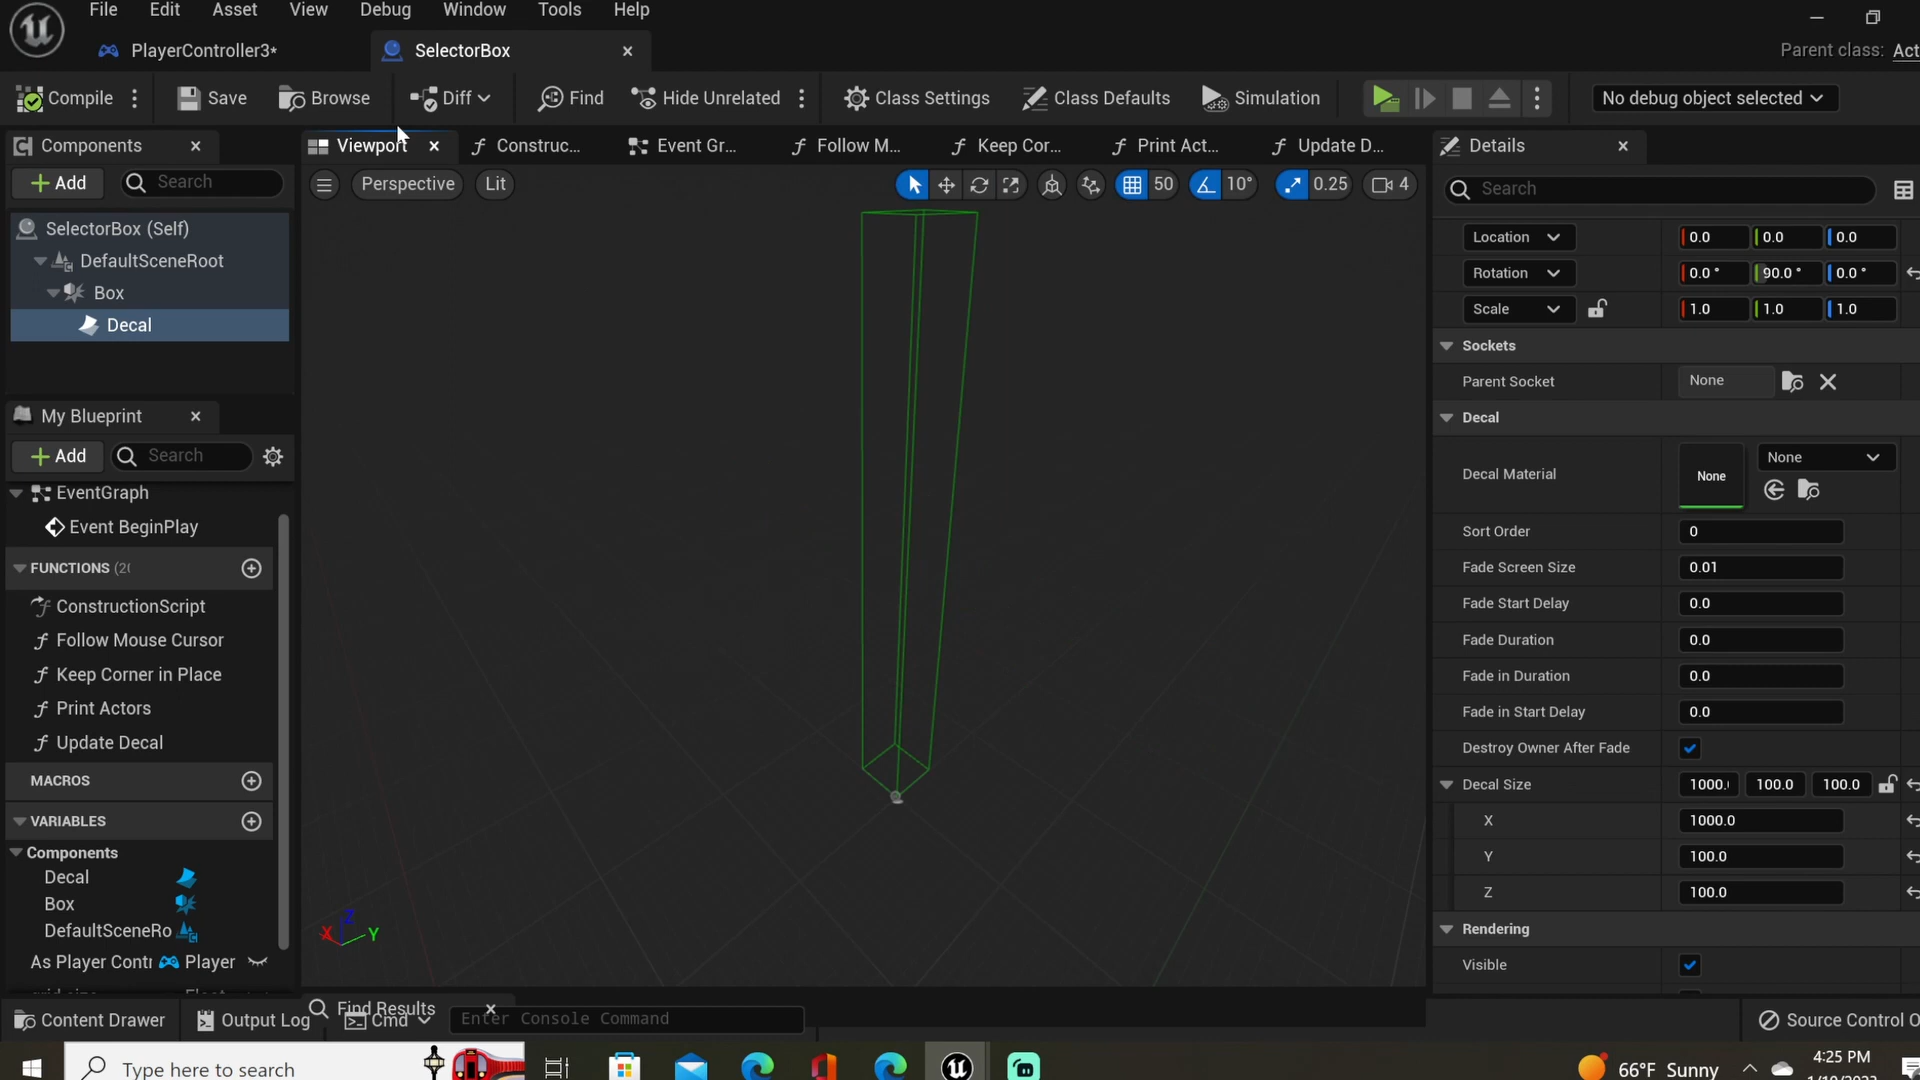 File Edit Asset View Debug Window Tools Help
PlayerController3* SelectorBox
Parent class: Act
Compile Save Browse Diff Find Hide Unrelated Class Settings Class Defaults Simulation No debug object selected
Components Viewport Construc... Event Gr... Follow M... Keep Cor... Print Act... Update D... Details
Add Search Perspective Lit 50 10° 0.25 4 Search
SelectorBox (Self)
DefaultSceneRoot
Box
Decal
My Blueprint
Add Search
EventGraph
Event BeginPlay
FUNCTIONS
ConstructionScript
Follow Mouse Cursor
Keep Corner in Place
Print Actors
Update Decal
MACROS
VARIABLES
Components
Decal
Box
DefaultSceneRo
As Player Contr Player
X Y Z
Location 0.0 0.0 0.0
Rotation 0.0 ° 90.0 ° 0.0 °
Scale 1.0 1.0 1.0
Sockets
Parent Socket None
Decal
Decal Material None None
Sort Order 0
Fade Screen Size 0.01
Fade Start Delay 0.0
Fade Duration 0.0
Fade in Duration 0.0
Fade in Start Delay 0.0
Destroy Owner After Fade
Decal Size 1000. 100.0 100.0
X 1000.0
Y 100.0
Z 100.0
Rendering
Visible
Find Results
Content Drawer Output Log Cmd Enter Console Command Source Control O
Type here to search 66°F Sunny 4:25 PM